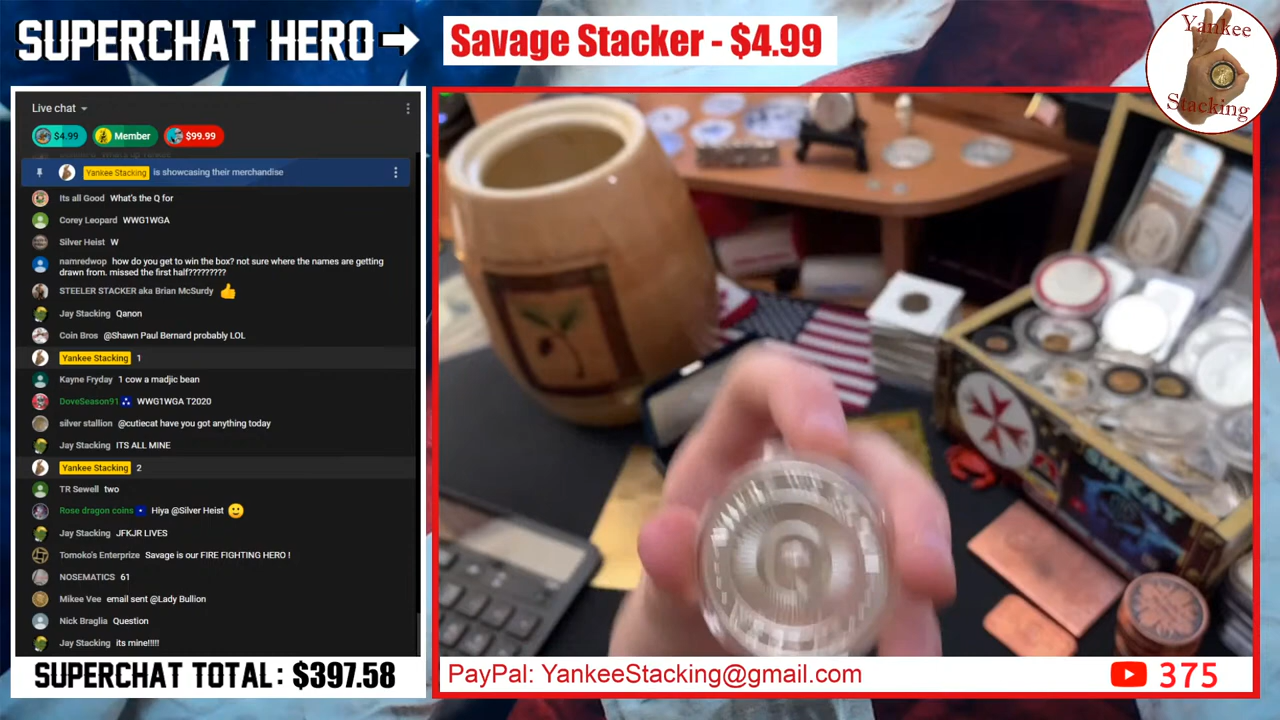 SUPERCHAT HERO
Savage Stacker - $4.99
Yankee
Stacking
Live chat
$4.99
Member
$99.99
Yankee Stacking is showcasing their merchandise
Its all Good What's the Q for
Corey Leopard WWG1WGA
Silver Heist W
namredwop how do you get to win the box? not sure where the names are getting
drawn from. missed the first half?????????
STEELER STACKER aka Brian McSurdy 👍
Jay Stacking Qanon
Coin Bros @Shawn Paul Bernard probably LOL
Yankee Stacking 1
Kayne Fryday 1 cow a madjic bean
DoveSeason91 WWG1WGA T2020
silver stallion @cutiecat have you got anything today
Jay Stacking ITS ALL MINE
Yankee Stacking 2
TR Sewell two
Rose dragon coins Hiya @Silver Heist 🙂
Jay Stacking JFKJR LIVES
Tomoko's Enterprize Savage is our FIRE FIGHTING HERO !
NOSEMATICS 61
Mikee Vee email sent @Lady Bullion
Nick Braglia Question
Jay Stacking its mine!!!!!
SUPERCHAT TOTAL: $397.58
PayPal: YankeeStacking@gmail.com
375